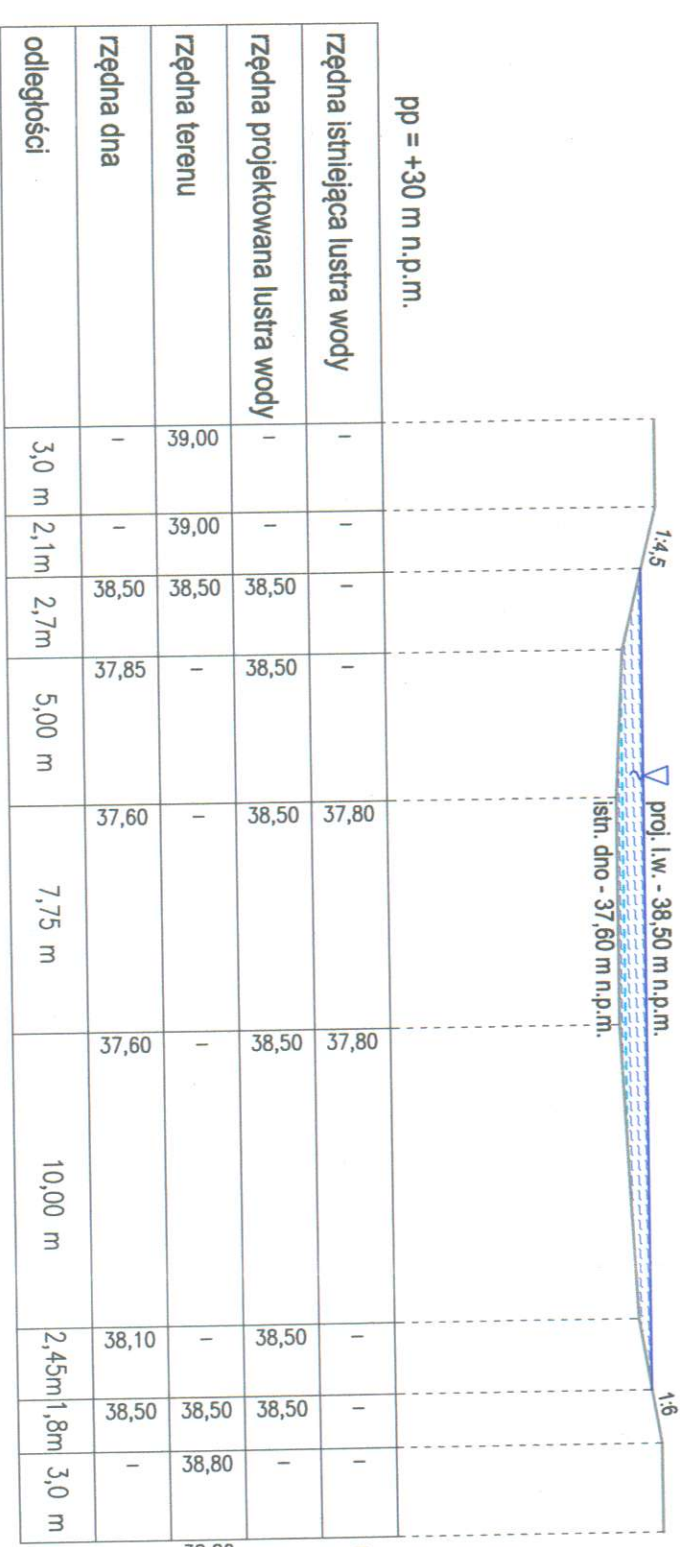 1:4,5
proj. l.w. - 38,50 m n.p.m.
istn. dno - 37,60 m n.p.m.
1:6
pp = +30 m n.p.m.
rzędna istniejąca lustra wody – – – – 37,80 37,80 – – –
rzędna projektowana lustra wody – – 38,50 38,50 38,50 38,50 38,50 38,50 –
rzędna terenu 39,00 39,00 38,50 – – – – 38,50 38,80
rzędna dna – – 38,50 37,85 37,60 37,60 38,10 38,50 –
odległości 3,0 m 2,1m 2,7m 5,00 m 7,75 m 10,00 m 2,45m 1,8m 3,0 m